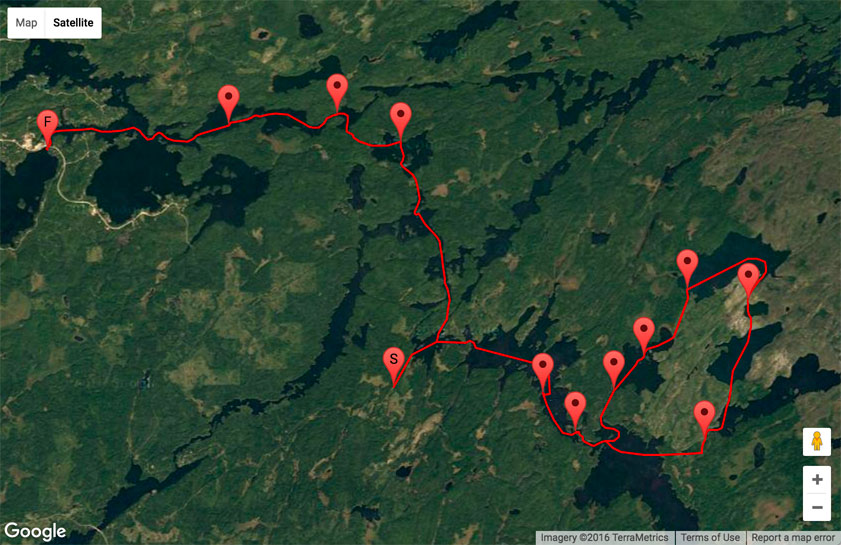 Map Satellite
F
S
Google
Imagery ©2016 TerraMetrics Terms of Use Report a map error